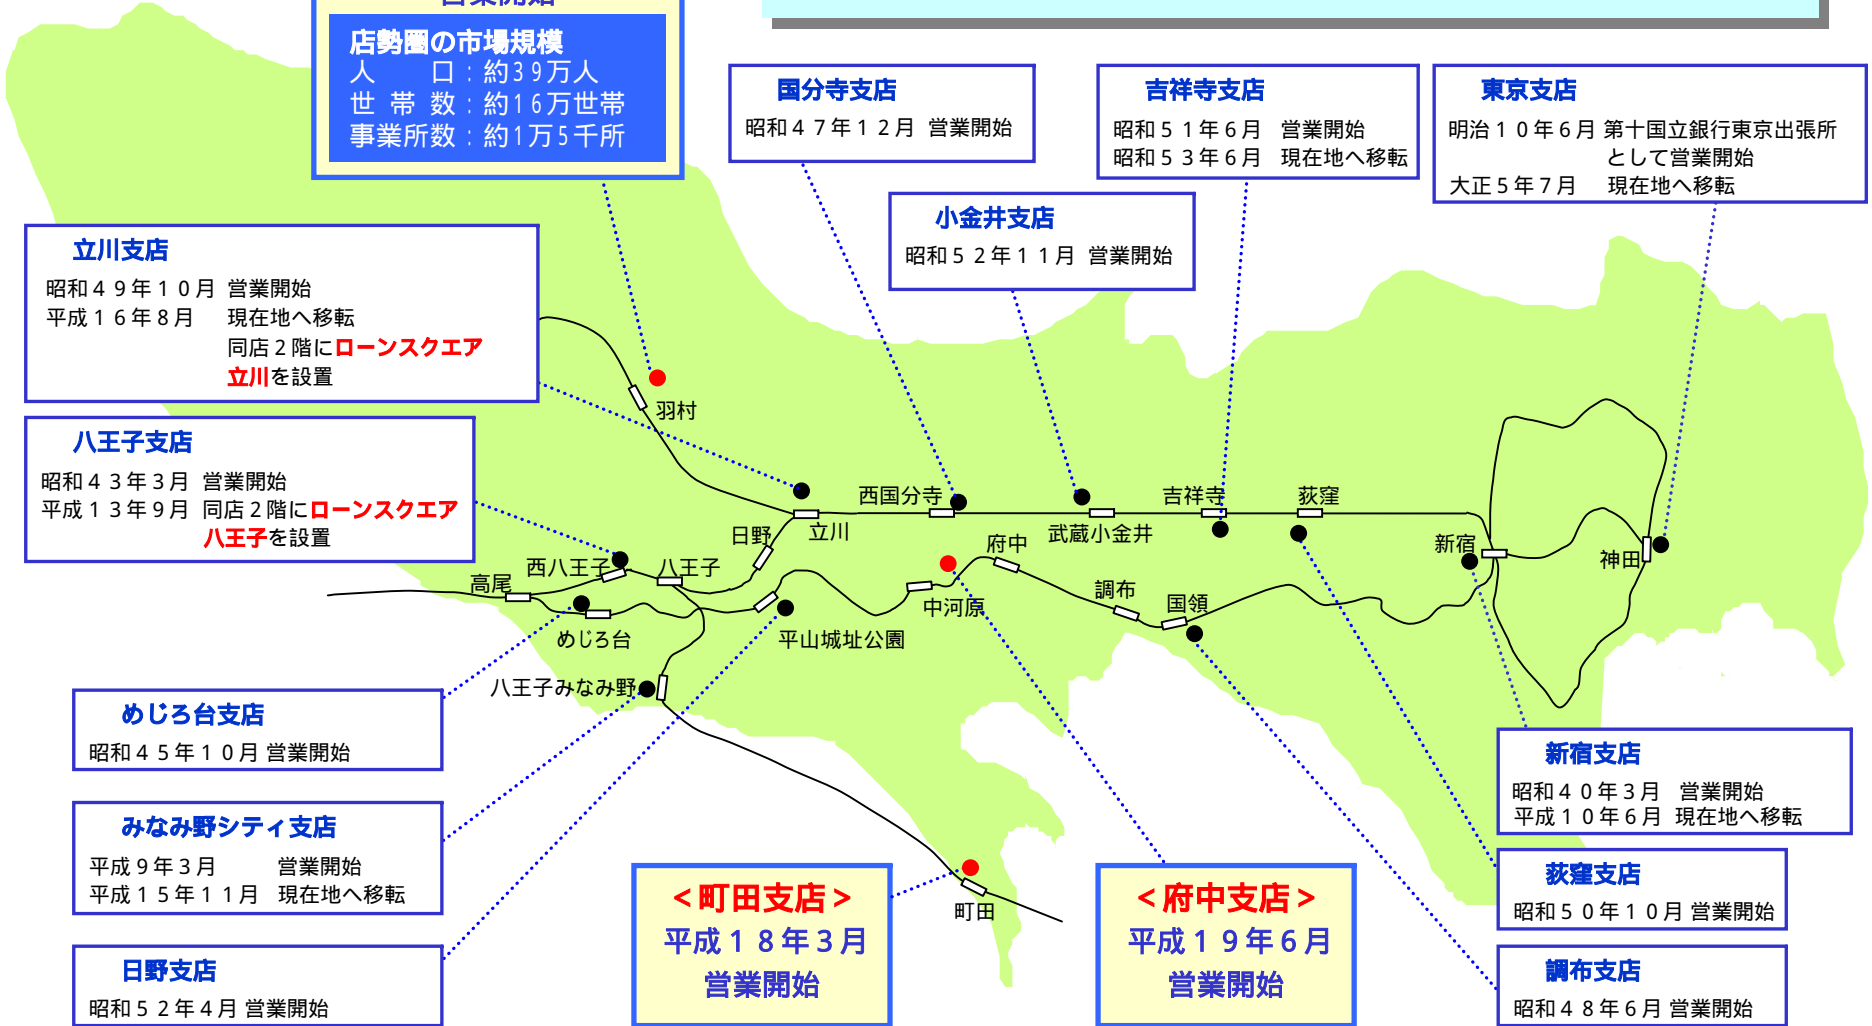 営業開始
店勢圏の市場規模
人　　口：約39万人
世 帯 数：約16万世帯
事業所数：約1万5千所
国分寺支店
昭和４７年１２月 営業開始
吉祥寺支店
昭和５１年６月 営業開始
昭和５３年６月 現在地へ移転
東京支店
明治１０年６月 第十国立銀行東京出張所
として営業開始
大正５年７月 現在地へ移転
小金井支店
昭和５２年１１月 営業開始
立川支店
昭和４９年１０月 営業開始
平成１６年８月 現在地へ移転
同店２階にローンスクエア
立川を設置
八王子支店
昭和４３年３月 営業開始
平成１３年９月 同店２階にローンスクエア
八王子を設置
羽村
西国分寺
吉祥寺
荻窪
立川
武蔵小金井
日野
府中
新宿
神田
西八王子
八王子
高尾
中河原
調布
国領
めじろ台
平山城址公園
八王子みなみ野
町田
めじろ台支店
昭和４５年１０月 営業開始
みなみ野シティ支店
平成９年３月 営業開始
平成１５年１１月 現在地へ移転
日野支店
昭和５２年４月 営業開始
＜町田支店＞
平成１８年３月
営業開始
＜府中支店＞
平成１９年６月
営業開始
新宿支店
昭和４０年３月 営業開始
平成１０年６月 現在地へ移転
荻窪支店
昭和５０年１０月 営業開始
調布支店
昭和４８年６月 営業開始